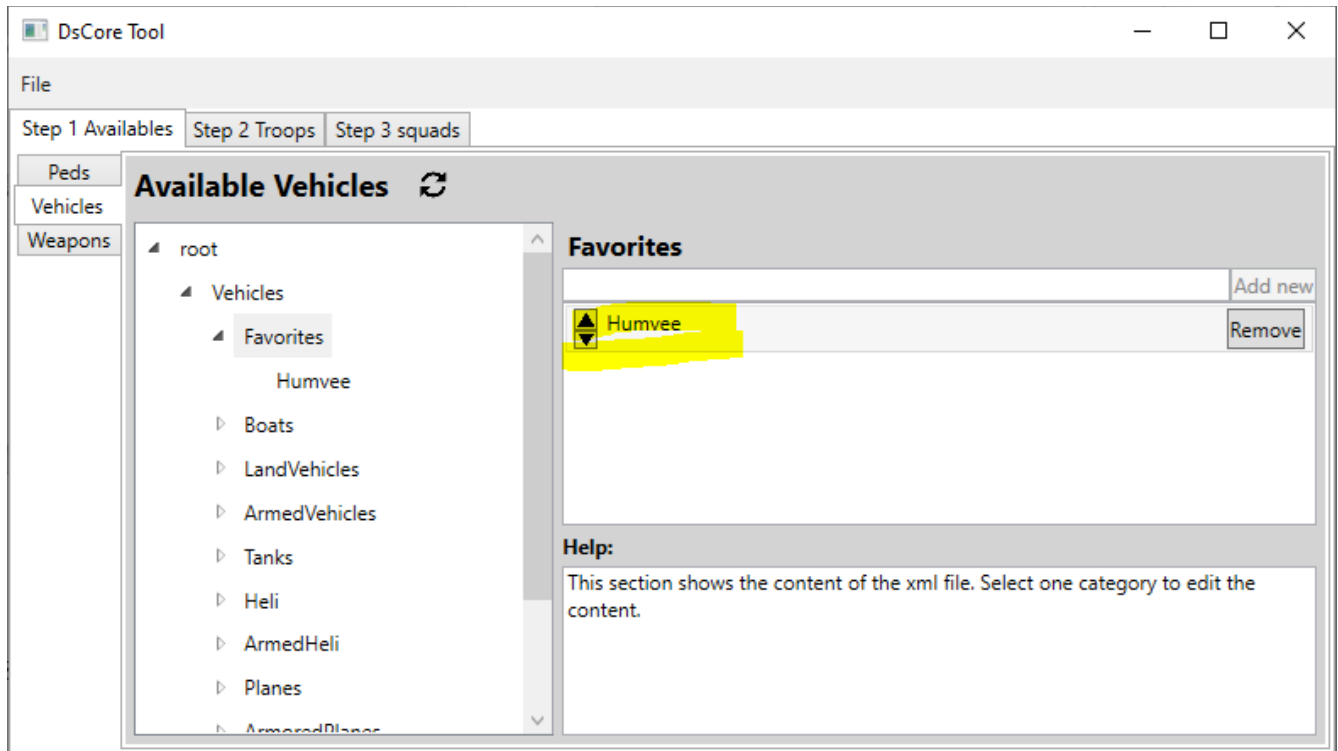 DsCore Tool
File
Step 1 Availables
Step 2 Troops
Step 3 squads
Peds
Vehicles
Weapons
Available Vehicles
root
Vehicles
Favorites
Humvee
Boats
LandVehicles
ArmedVehicles
Tanks
Heli
ArmedHeli
Planes
ArmoredPlanes
Favorites
Add new
Humvee
Remove
Help:
This section shows the content of the xml file. Select one category to edit the
content.